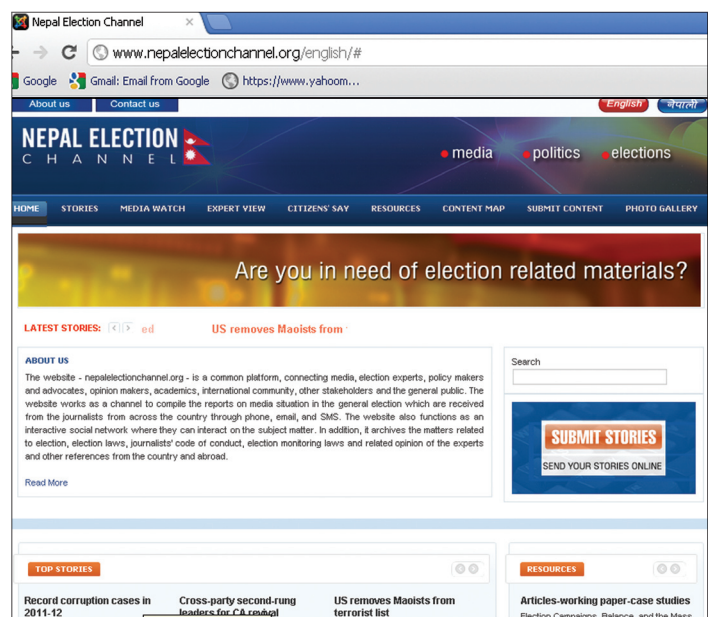 Nepal Election Channel
www.nepalelectionchannel.org/english/#
Google Gmail: Email from Google https://www.yahoom...
About us Contact us English नेपाली
NEPAL ELECTION
CHANNEL
media politics elections
HOME STORIES MEDIA WATCH EXPERT VIEW CITIZENS' SAY RESOURCES CONTENT MAP SUBMIT CONTENT PHOTO GALLERY
Are you in need of election related materials?
LATEST STORIES: ed US removes Maoists from
ABOUT US
The website - nepalelectionchannel.org - is a common platform, connecting media, election experts, policy makers
and advocates, opinion makers, academics, international community, other stakeholders and the general public. The
website works as a channel to compile the reports on media situation in the general election which are received
from the journalists from across the country through phone, email, and SMS. The website also functions as an
interactive social network where they can interact on the subject matter. In addition, it archives the matters related
to election, election laws, journalists' code of conduct, election monitoring laws and related opinion of the experts
and other references from the country and abroad.
Read More
Search
SUBMIT STORIES
SEND YOUR STORIES ONLINE
TOP STORIES
Record corruption cases in
2011-12
Cross-party second-rung
leaders for CA revival
US removes Maoists from
terrorist list
RESOURCES
Articles-working paper-case studies
Election Campaigns, Balance, and the Mass